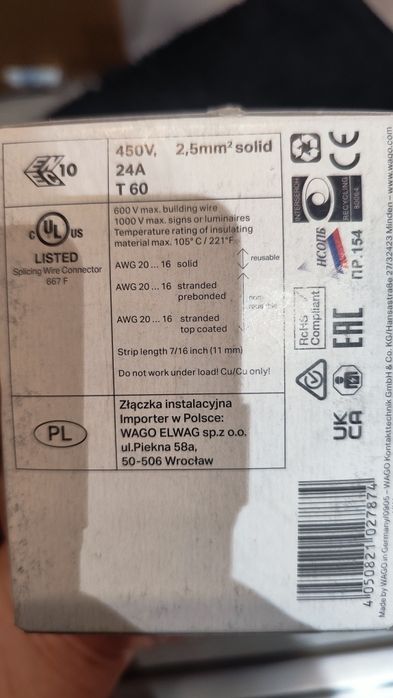 ENEC 10
450V, 2,5mm² solid
24A
T 60
c UL US
LISTED
Splicing Wire Connector
667 F
600 V max. building wire
1000 V max. signs or luminaires
Temperature rating of insulating
material max. 105°C / 221°F
AWG 20 ... 16 solid
reusable
AWG 20 ... 16 stranded
prebonded
non-
reusable
AWG 20 ... 16 stranded
top coated
Strip length 7/16 inch (11 mm)
Do not work under load! Cu/Cu only!
PL
Złączka instalacyjna
Importer w Polsce:
WAGO ELWAG sp.z o.o.
ul.Piekna 58a,
50-506 Wrocław
CE
INTERSEROH
RECYCLING
НСОПБ
ПР.154
RoHS
Compliant
EAC
UK
CA
4 050821 027874
Made by WAGO in Germany/0905 – WAGO Kontakttechnik GmbH & Co. KG/Hansastraße 27/32423 Minden – www.wago.com